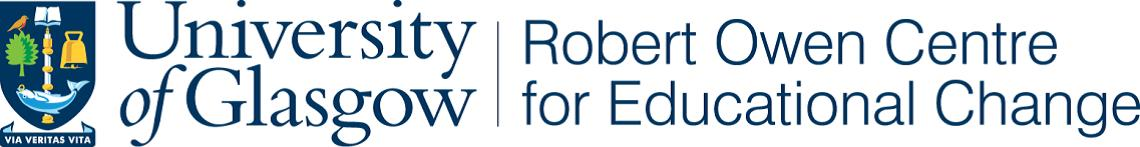 University
of Glasgow
Robert Owen Centre
for Educational Change
VIA VERITAS VITA